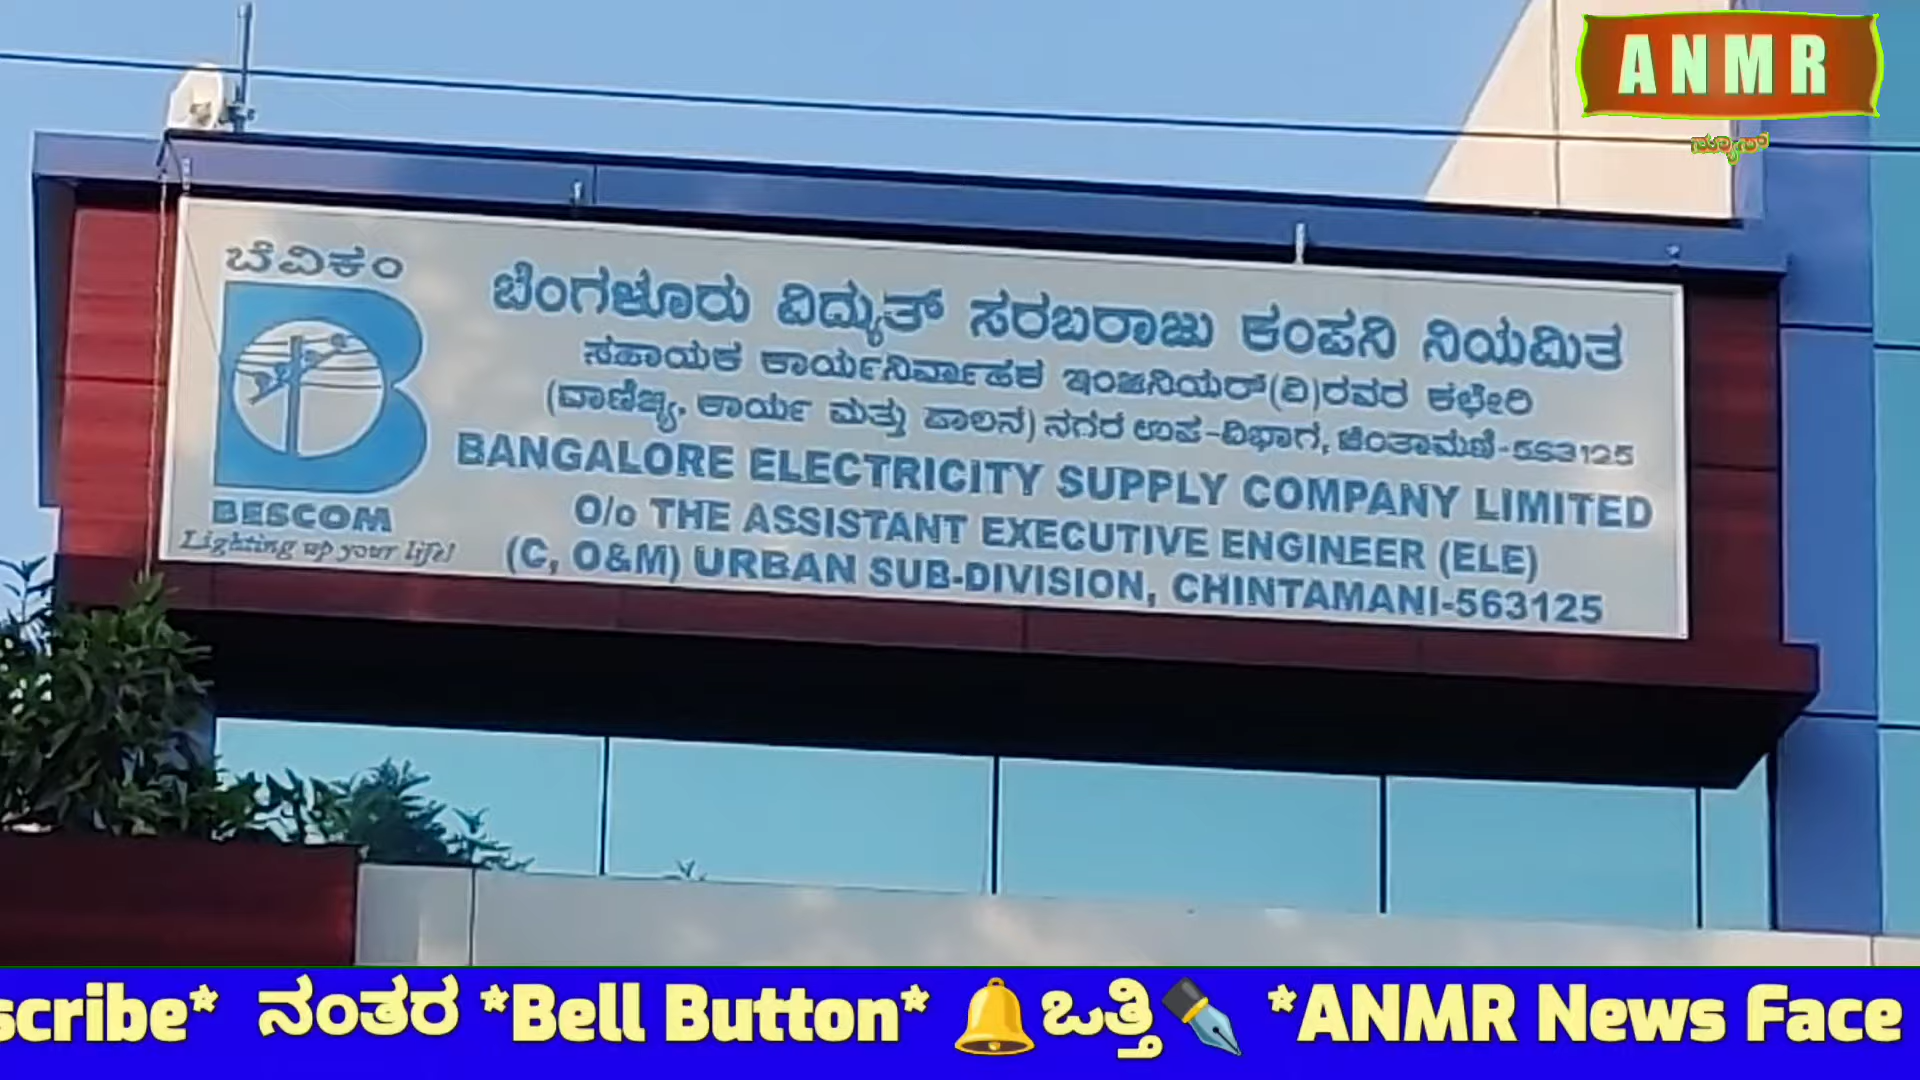 ANMR
ನ್ಯೂಸ್
ಬೆವಿಕಂ
ಬೆಂಗಳೂರು ವಿದ್ಯುತ್ ಸರಬರಾಜು ಕಂಪನಿ ನಿಯಮಿತ
ಸಹಾಯಕ ಕಾರ್ಯನಿರ್ವಾಹಕ ಇಂಜಿನಿಯರ್(ವಿ)ರವರ ಕಛೇರಿ
(ವಾಣಿಜ್ಯ, ಕಾರ್ಯ ಮತ್ತು ಪಾಲನ) ನಗರ ಉಪ-ವಿಭಾಗ, ಚಿಂತಾಮಣಿ-563125
BANGALORE ELECTRICITY SUPPLY COMPANY LIMITED
O/o THE ASSISTANT EXECUTIVE ENGINEER (ELE)
(C, O&M) URBAN SUB-DIVISION, CHINTAMANI-563125
BESCOM
Lighting up your life!
scribe* ನಂತರ *Bell Button* 🔔ಒತ್ತಿ✒️ *ANMR News Face